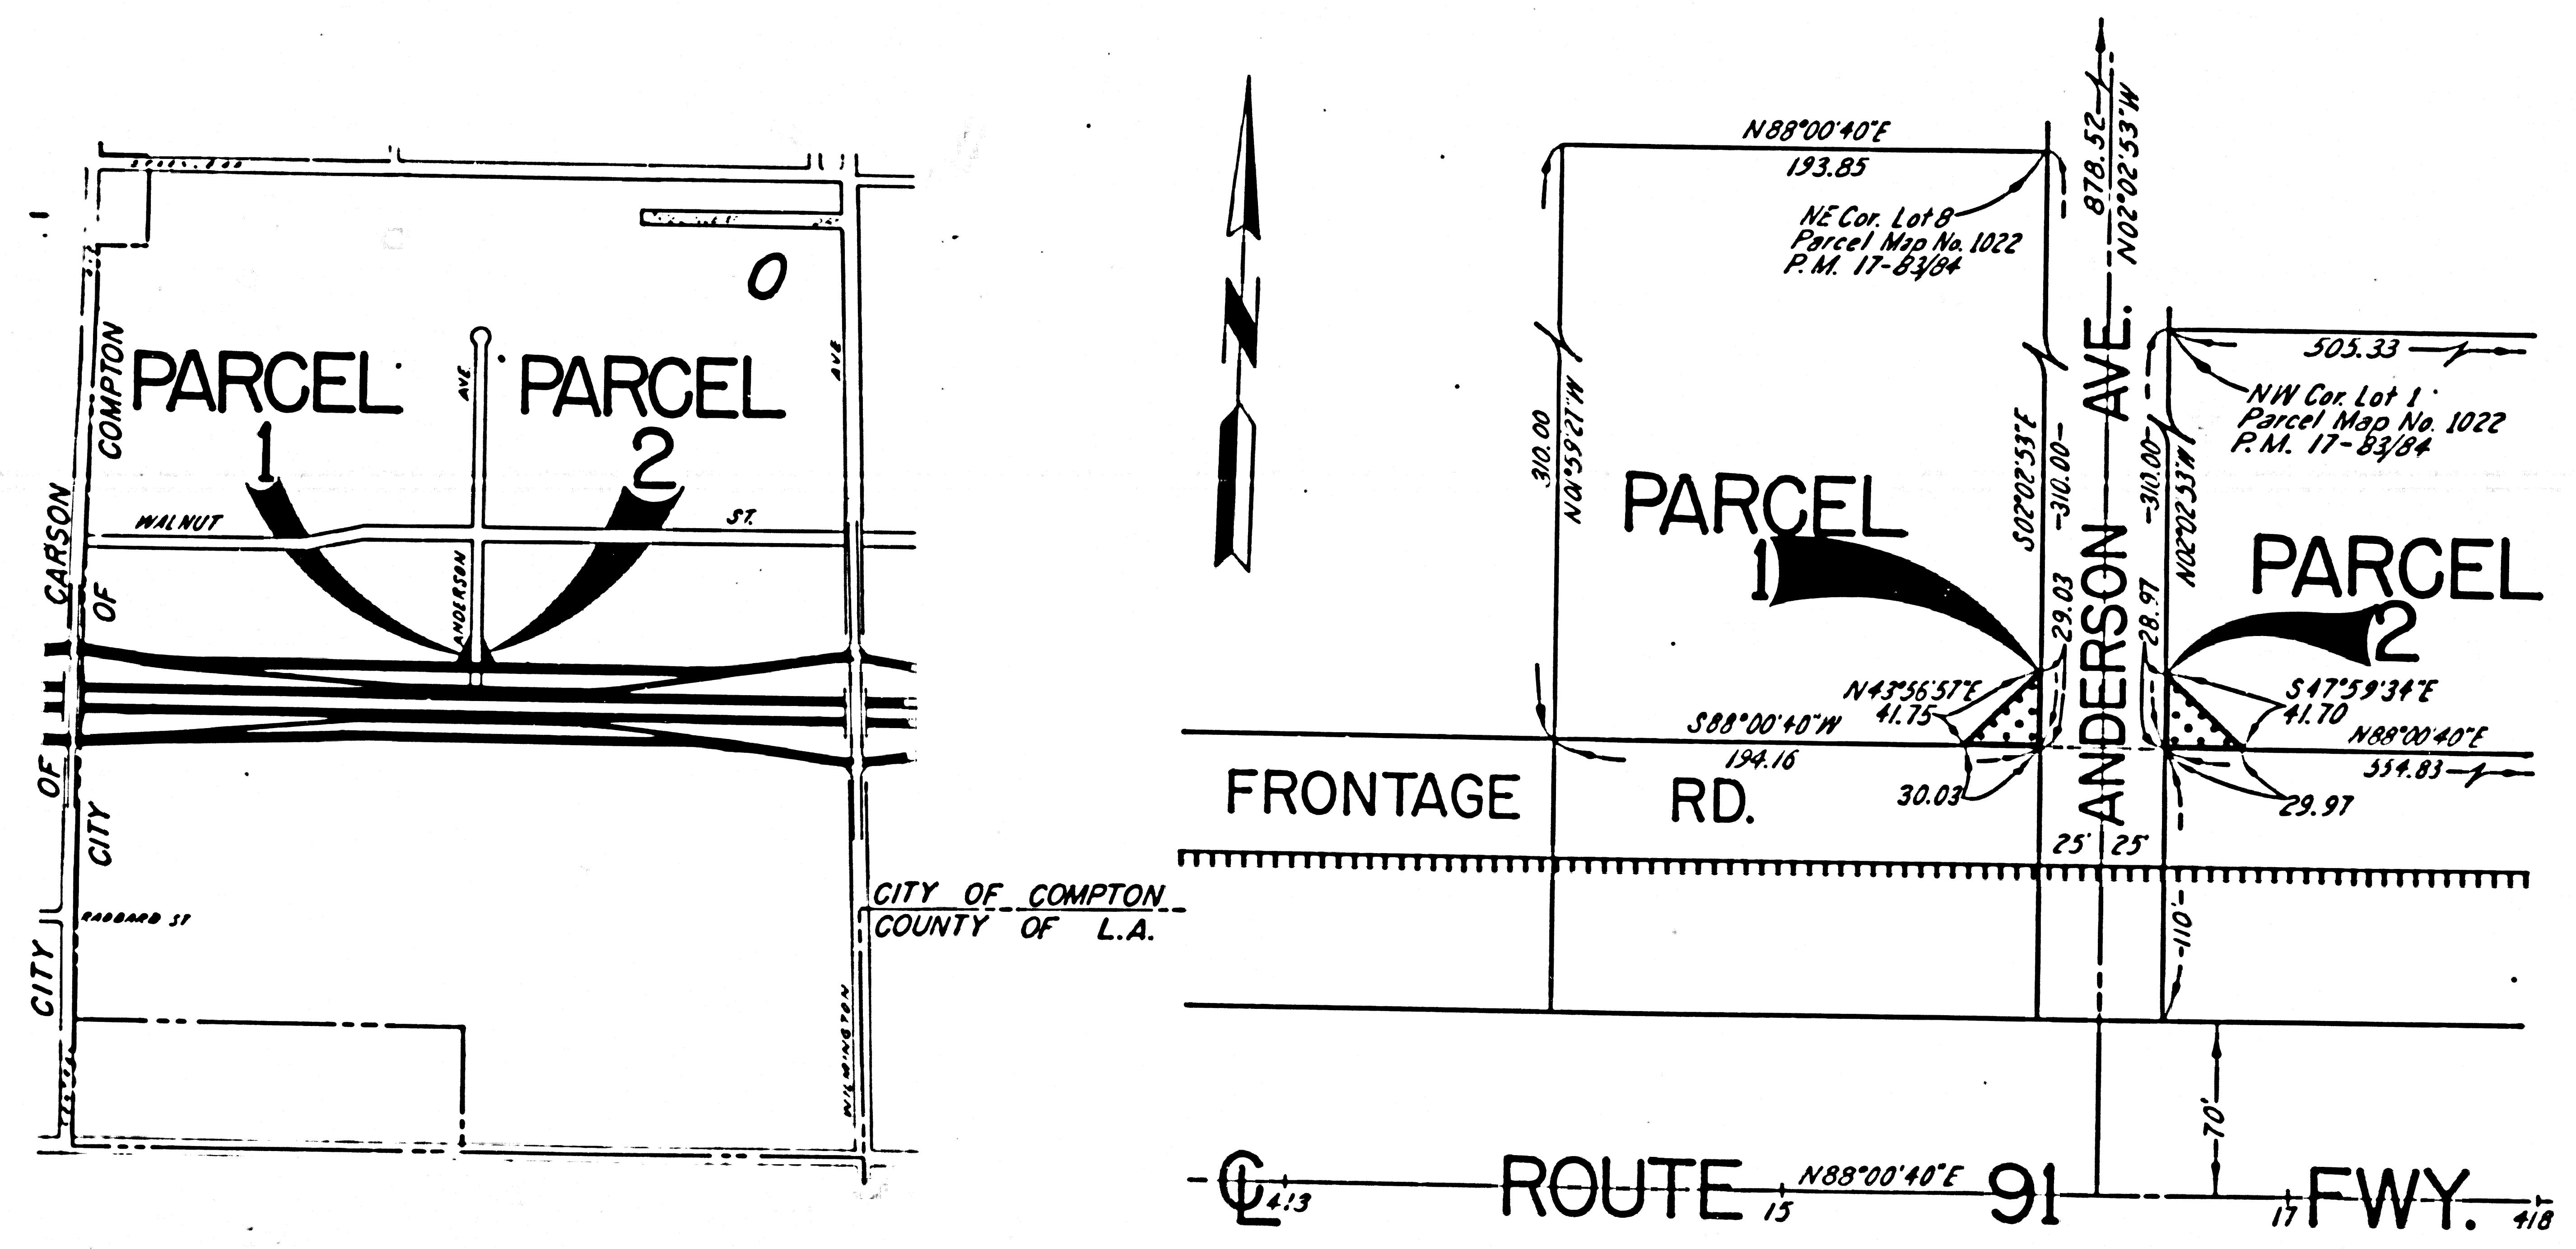 O
PARCEL
1
PARCEL
2
AVE
AVE
COMPTON
OF
CITY
CARSON
OF
CITY
WALNUT
ST.
ANDERSON
CITY OF COMPTON
COUNTY OF L.A.
WILMINGTON
N
N88°00'40"E
193.85
NE Cor. Lot 8
Parcel Map No. 1022
P.M. 17-83/84
878.52
N02°02'53"W
505.33
NW Cor. Lot 1
Parcel Map No. 1022
P.M. 17-83/84
310.00
N01°59'21"W
S02°02'53"E
-310.00-
-310.00-
N02°02'53"W
ANDERSON AVE.
PARCEL
1
PARCEL
2
29.03
28.97
N43°56'57"E
41.75
S47°59'34"E
41.70
S88°00'40"W
194.16
N88°00'40"E
554.83
30.03
29.97
FRONTAGE RD.
25' 25'
110'
70'
CL
413
ROUTE
15
N88°00'40"E
91
17
FWY.
418